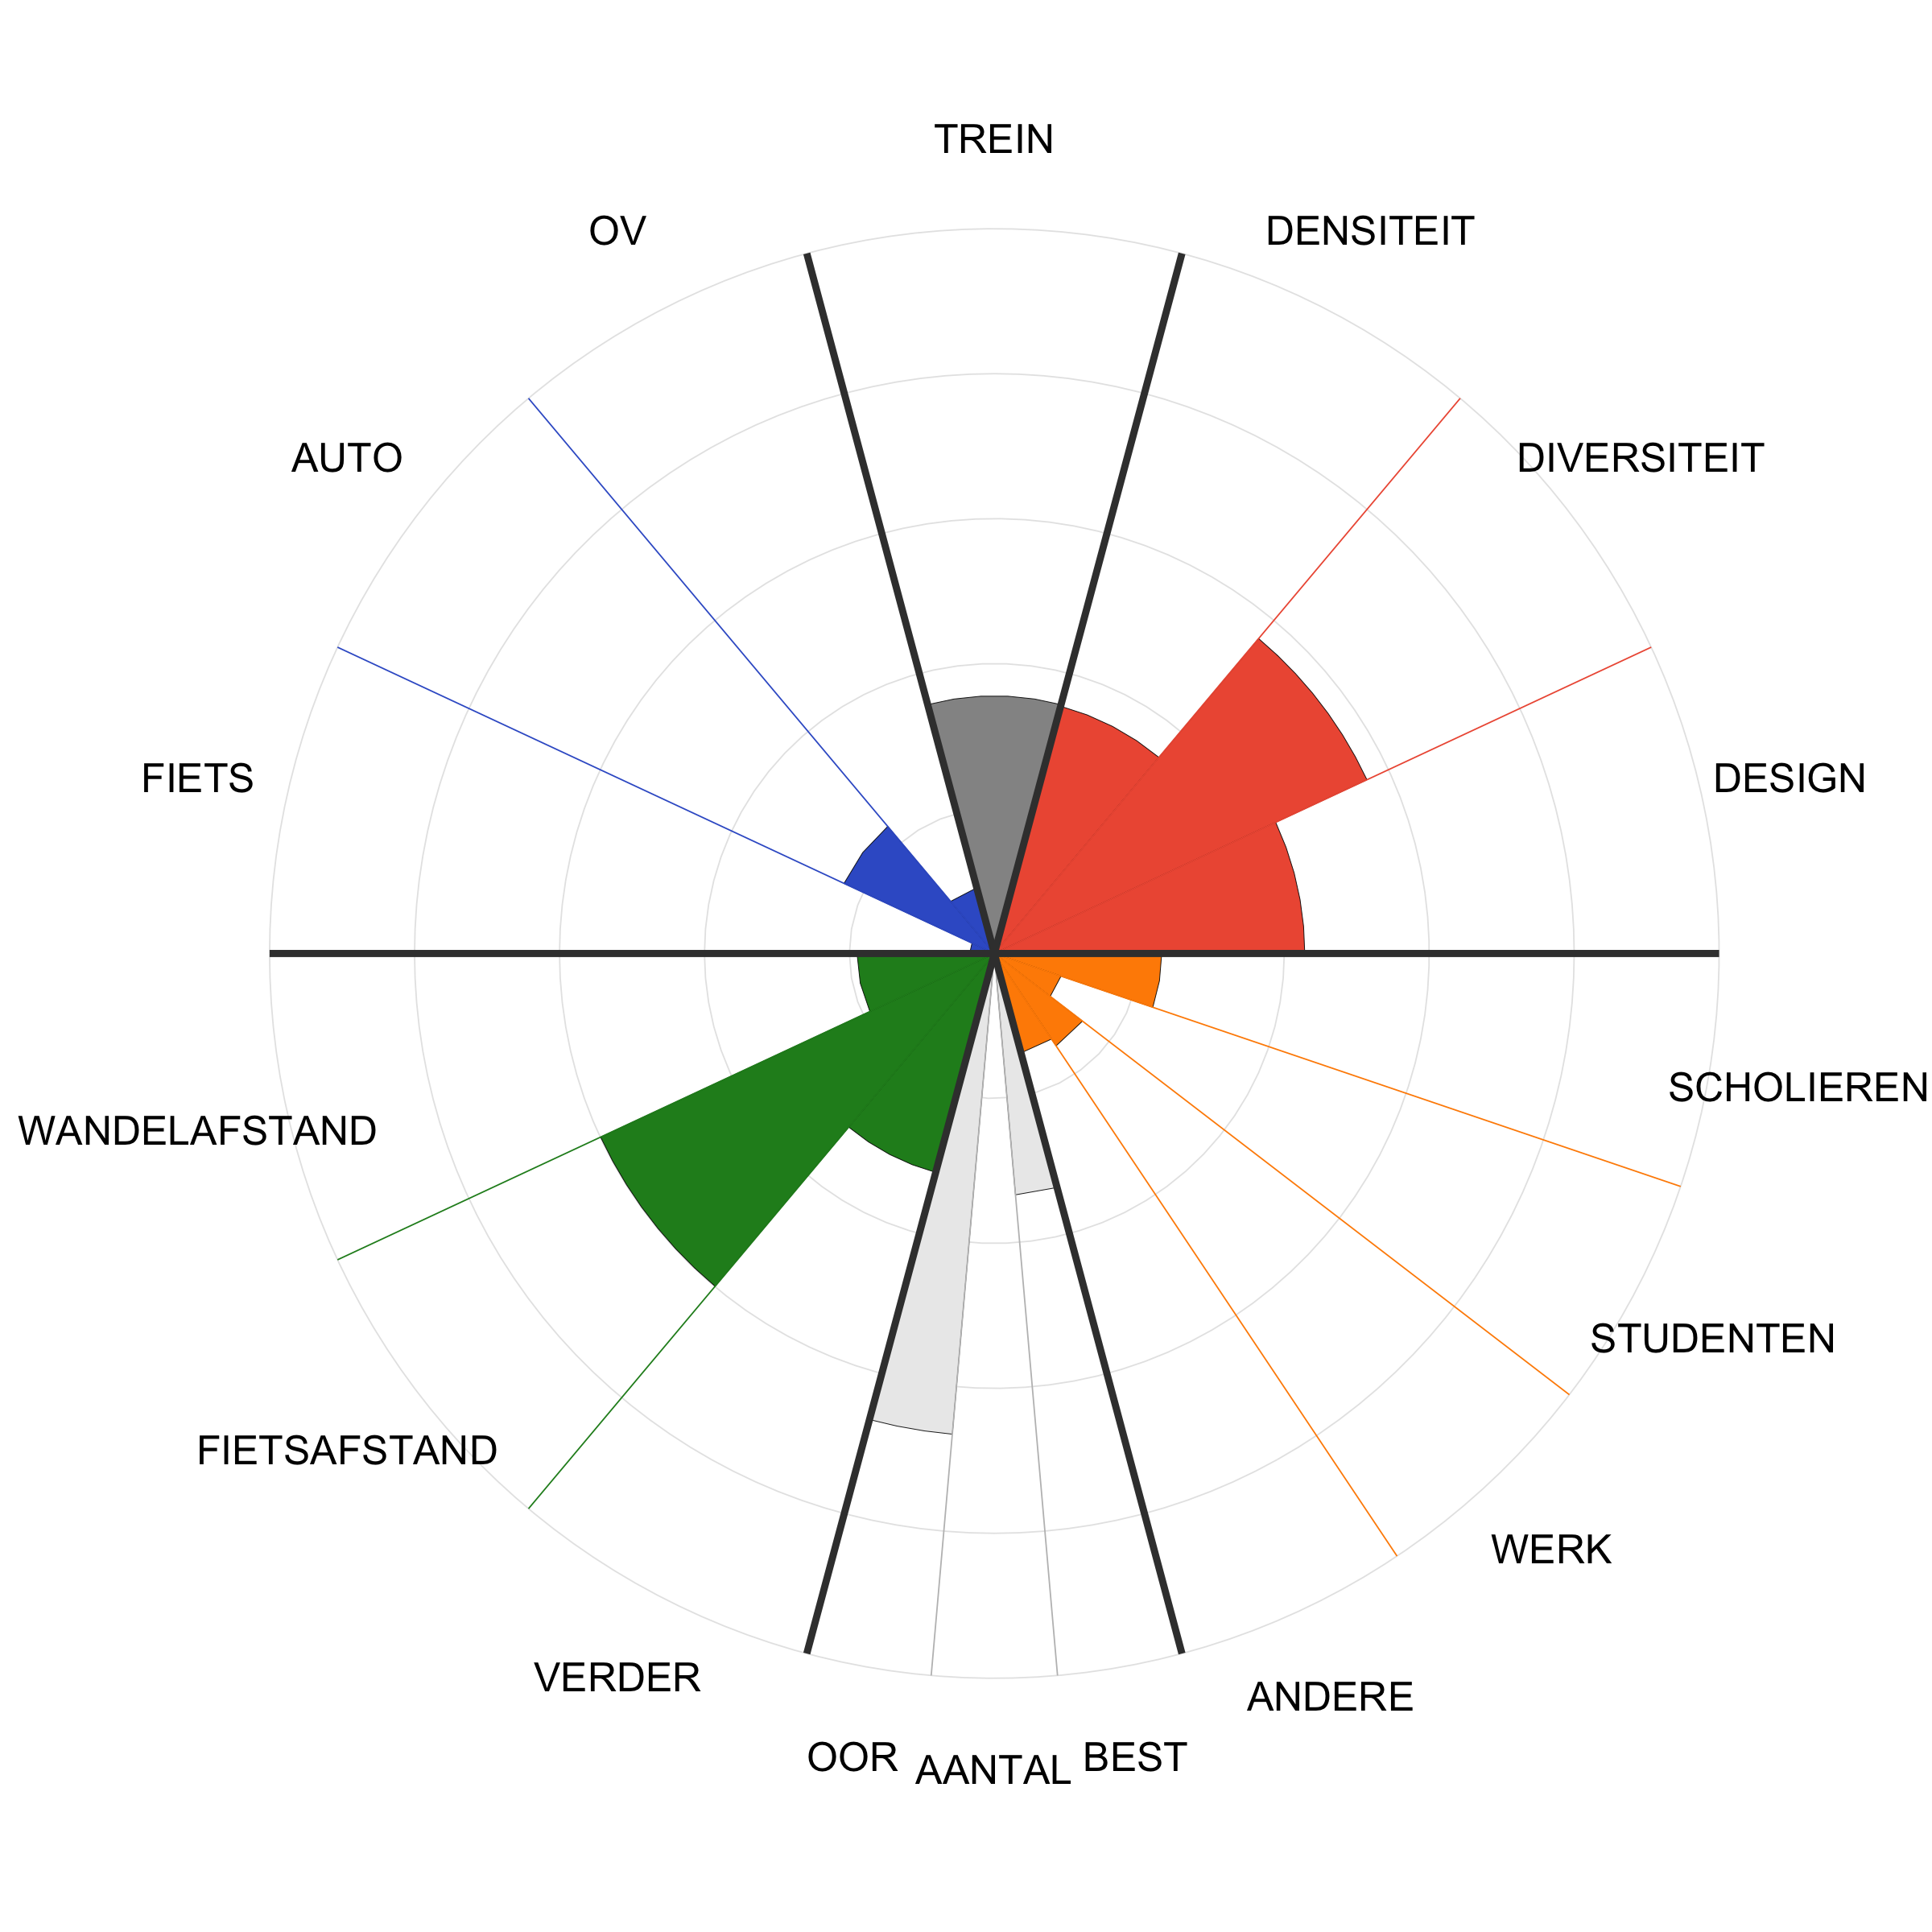 TREIN
OV
DENSITEIT
AUTO
DIVERSITEIT
FIETS
DESIGN
SCHOLIEREN
WANDELAFSTAND
STUDENTEN
FIETSAFSTAND
WERK
VERDER
ANDERE
OOR
AANTAL
BEST